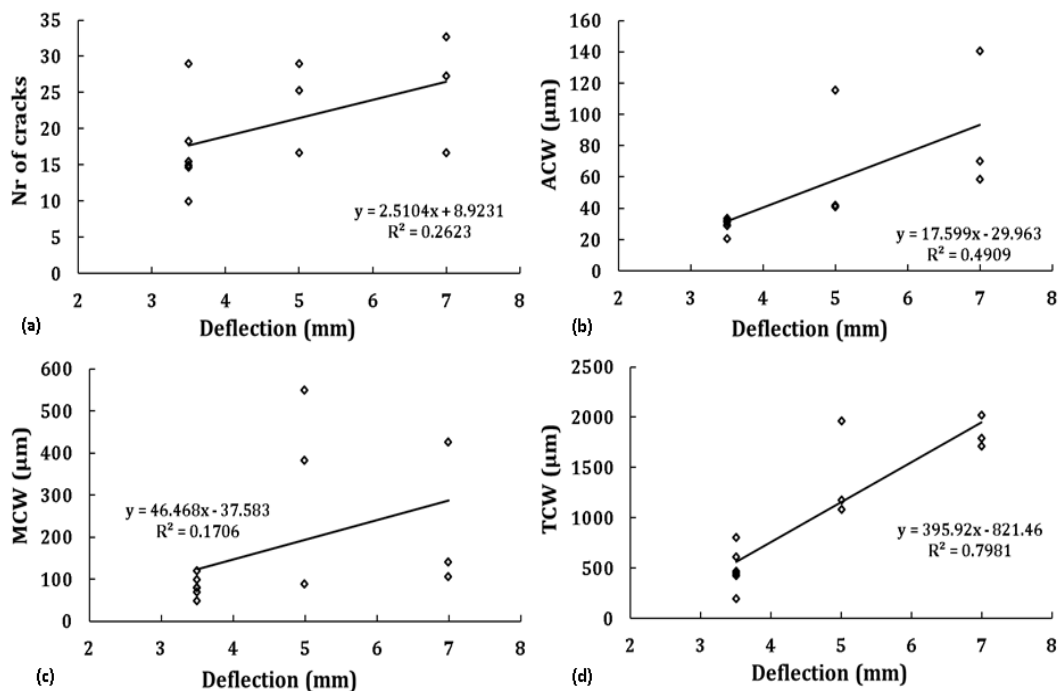 35
30
25
20
15
10
5
0
Nr of cracks
y = 2.5104x + 8.9231
R² = 0.2623
2 3 4 5 6 7 8
(a) Deflection (mm)
160
140
120
100
80
60
40
20
0
ACW (µm)
y = 17.599x - 29.963
R² = 0.4909
2 3 4 5 6 7 8
(b) Deflection (mm)
600
500
400
300
200
100
0
MCW (µm)
y = 46.468x - 37.583
R² = 0.1706
2 3 4 5 6 7 8
(c) Deflection (mm)
2500
2000
1500
1000
500
0
TCW (µm)
y = 395.92x - 821.46
R² = 0.7981
2 3 4 5 6 7 8
(d) Deflection (mm)